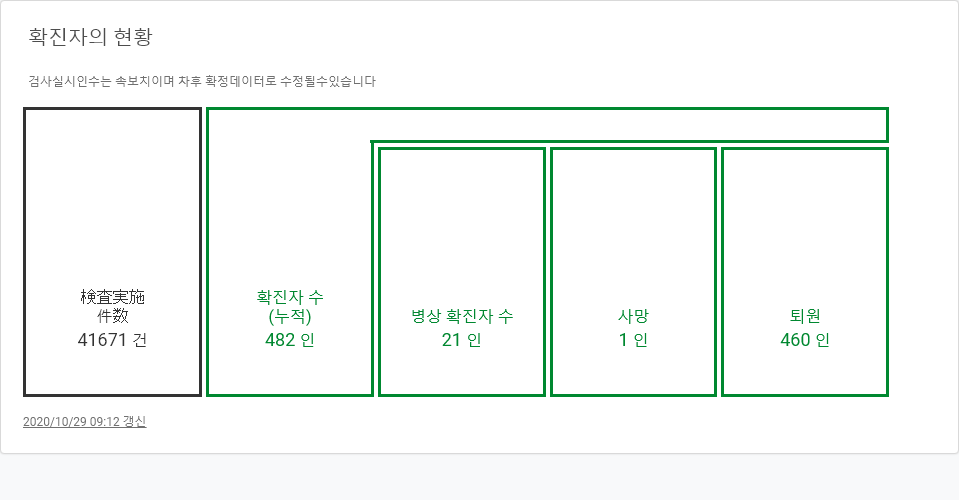 확진자의 현황
검사실시인수는 속보치이며 차후 확정데이터로 수정될수있습니다
検査実施
件数
41671 건
확진자 수
(누적)
482 인
병상 확진자 수
21 인
사망
1 인
퇴원
460 인
2020/10/29 09:12 갱신